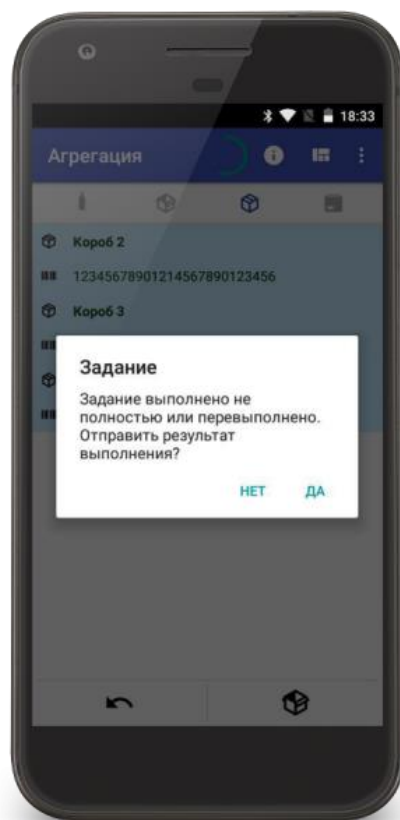 18:33
Агрегация
Короб 2
12345678901214567890123456
Короб 3
Задание
Задание выполнено не
полностью или перевыполнено.
Отправить результат
выполнения?
НЕТ ДА